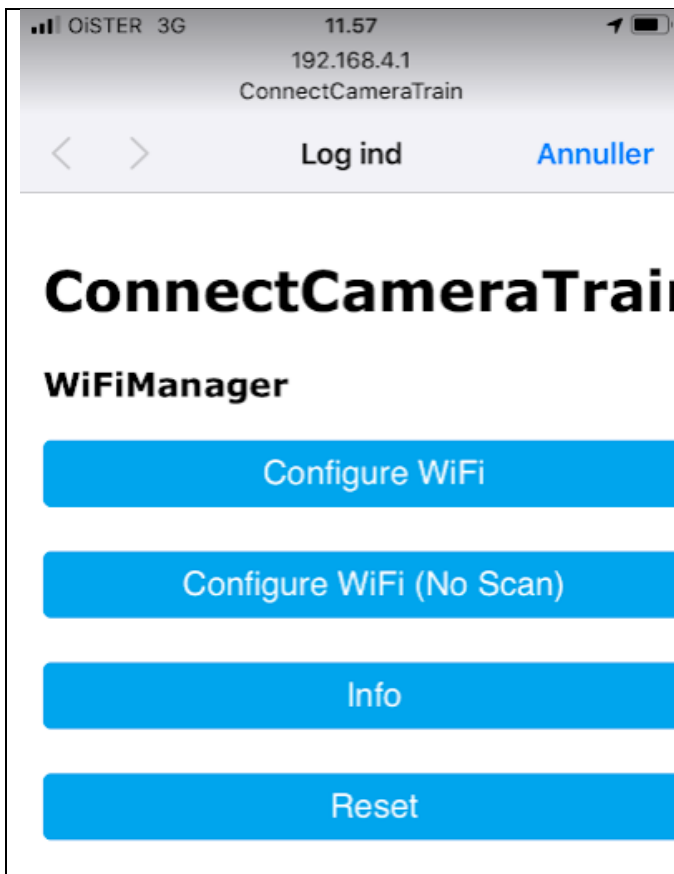 OiSTER 3G 11.57
192.168.4.1
ConnectCameraTrain
Log ind Annuller
ConnectCameraTrain
WiFiManager
Configure WiFi
Configure WiFi (No Scan)
Info
Reset